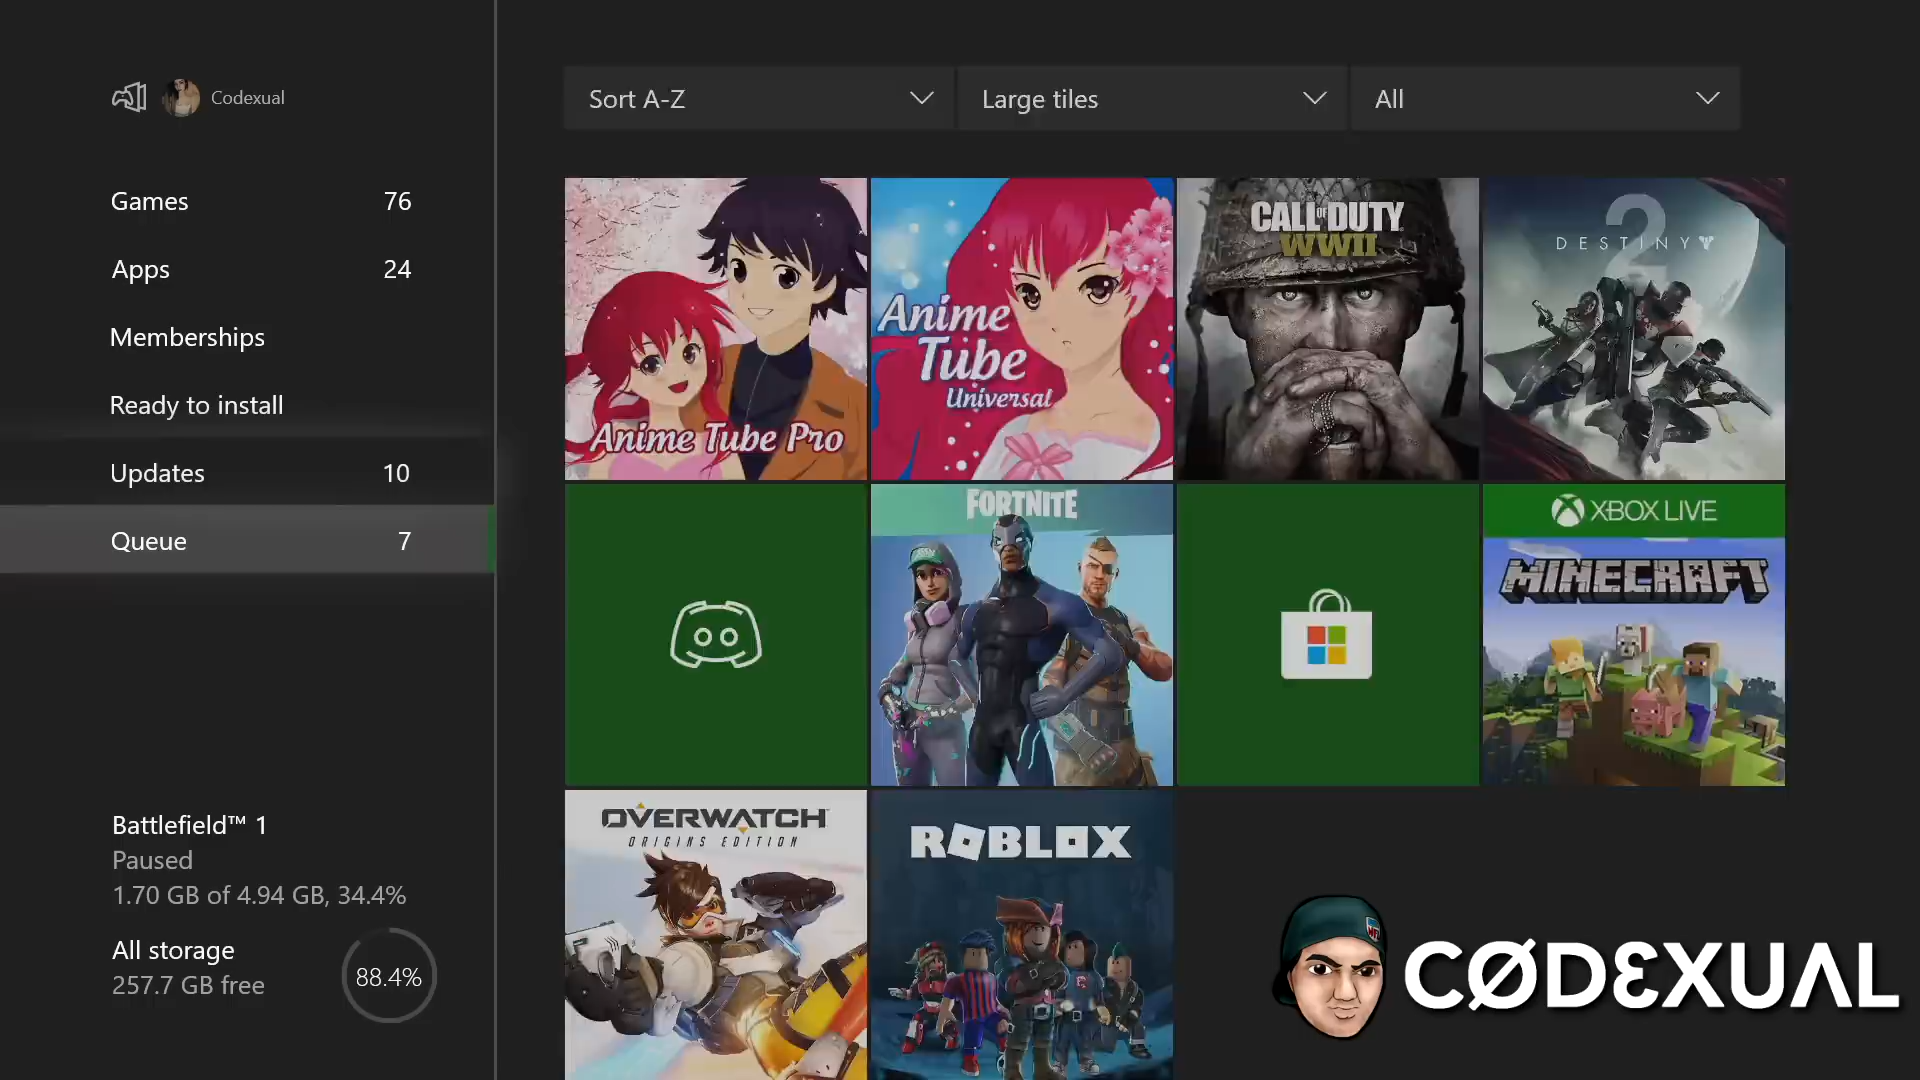 Codexual
Games 76
Apps 24
Memberships
Ready to install
Updates 10
Queue 7
Battlefield™ 1
Paused
1.70 GB of 4.94 GB, 34.4%
All storage
257.7 GB free
88.4%
Sort A-Z
Large tiles
All
Anime Tube Pro
Anime
Tube
Universal
CALL OF DUTY
WWII
DESTINY
2
FORTNITE
XBOX LIVE
MINECRAFT
OVERWATCH
ORIGINS EDITION
ROBLOX
CØDƐXUΛL